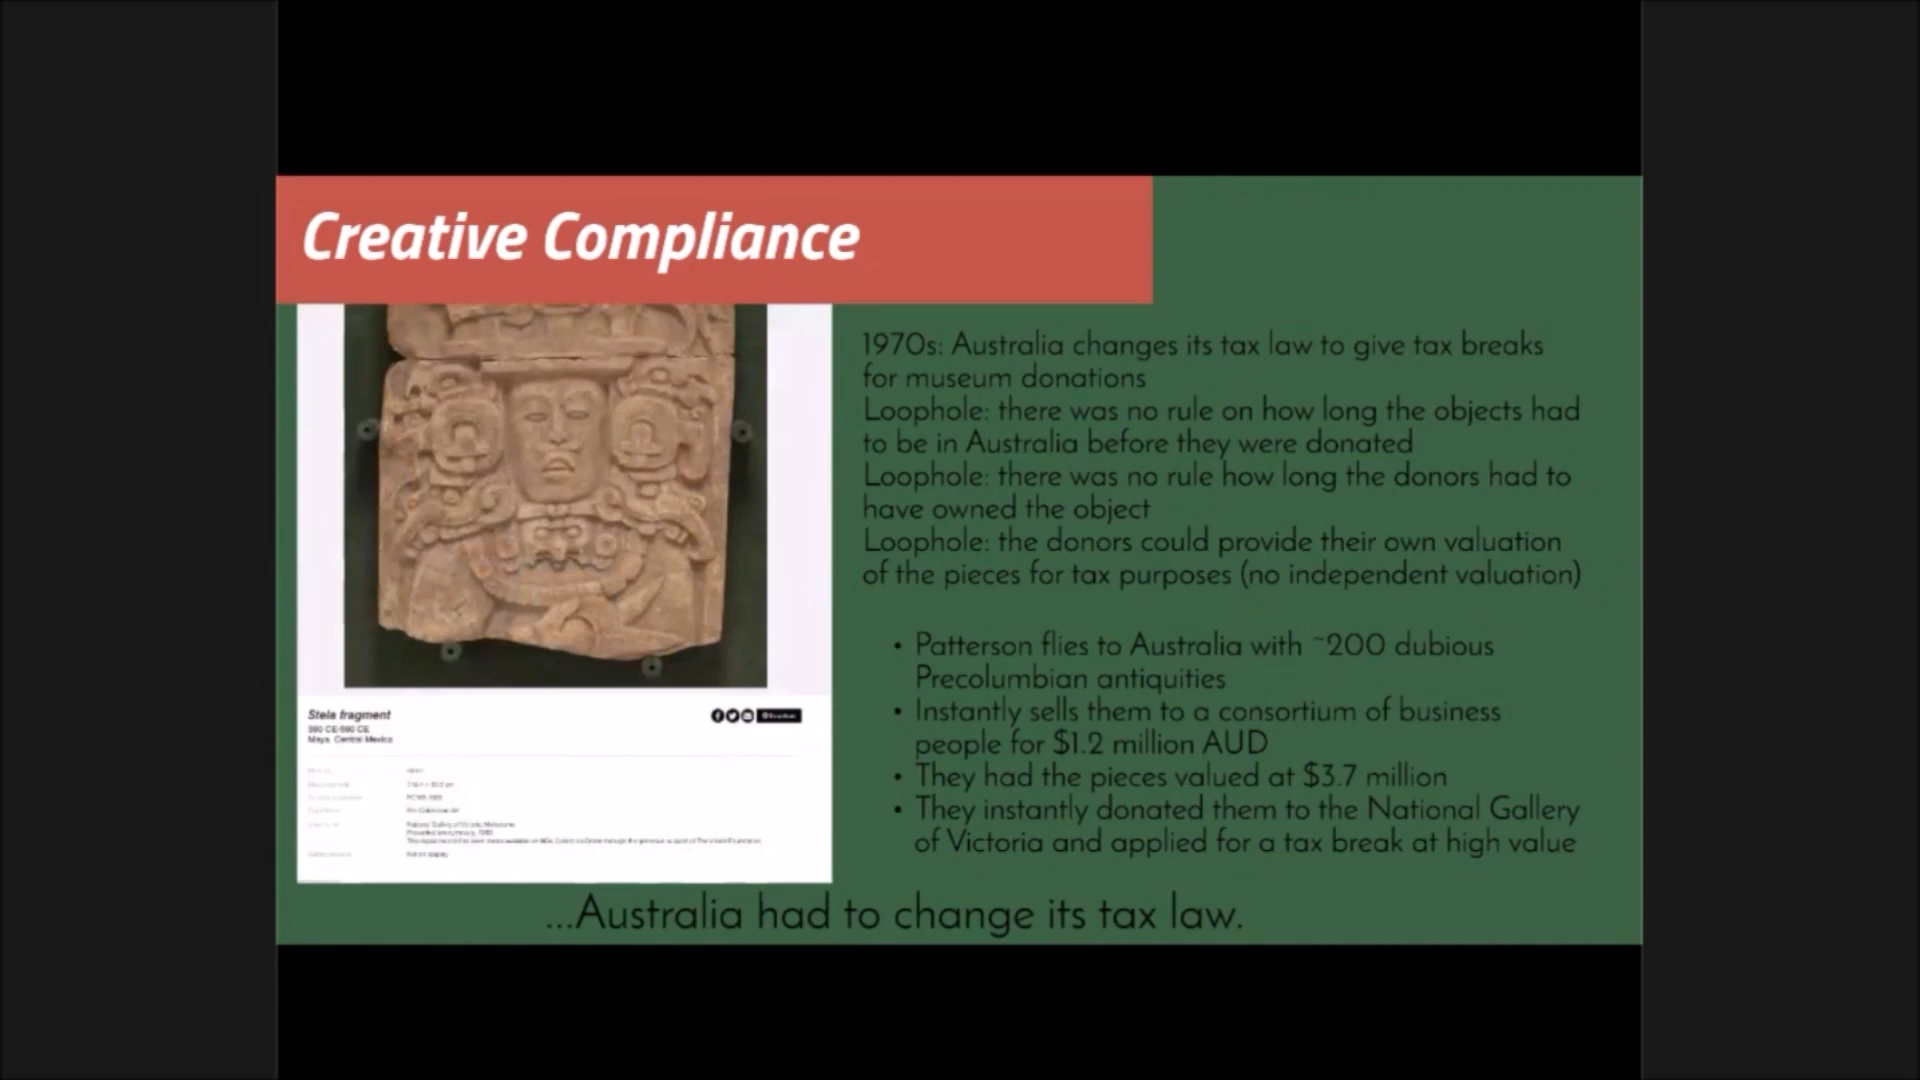 Creative Compliance
1970s: Australia changes its tax law to give tax breaks
for museum donations
Loophole: there was no rule on how long the objects had
to be in Australia before they were donated
Loophole: there was no rule how long the donors had to
have owned the object
Loophole: the donors could provide their own valuation
of the pieces for tax purposes (no independent valuation)
• Patterson flies to Australia with ~200 dubious
Precolumbian antiquities
• Instantly sells them to a consortium of business
people for $1.2 million AUD
• They had the pieces valued at $3.7 million
• They instantly donated them to the National Gallery
of Victoria and applied for a tax break at high value
Stela fragment
Maya, Central Mexico
National Gallery of Victoria, Melbourne
...Australia had to change its tax law.